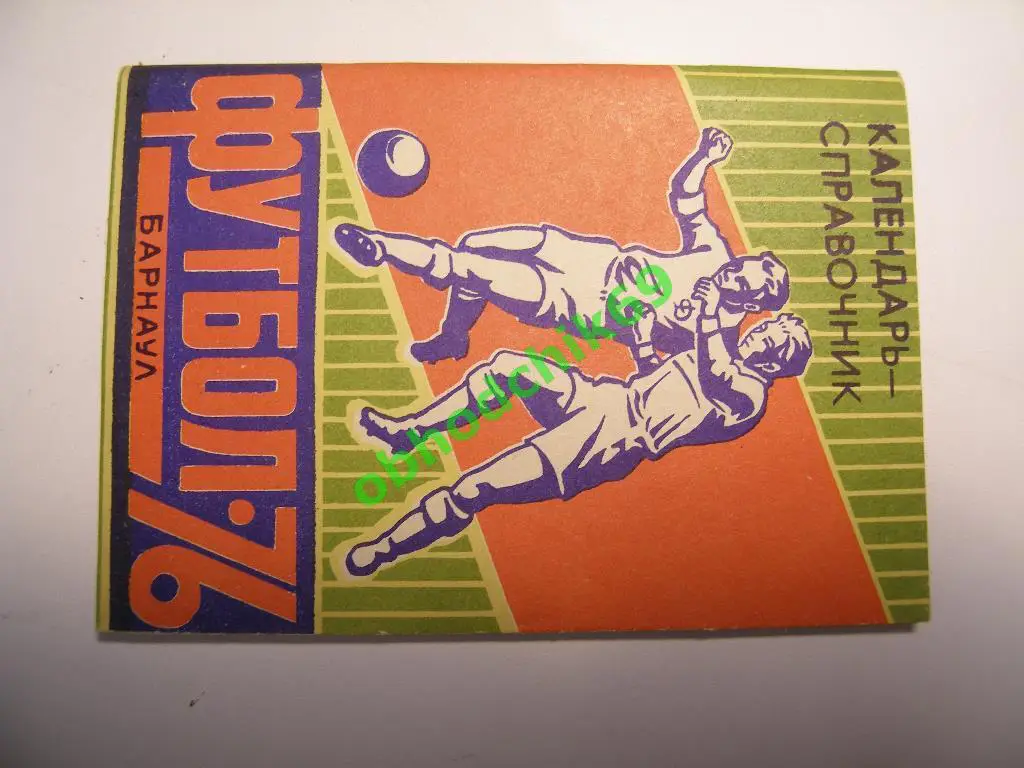 КАЛЕНДАРЬ—
СПРАВОЧНИК
ФУТБОЛ·76
БАРНАУЛ
obhodchik69